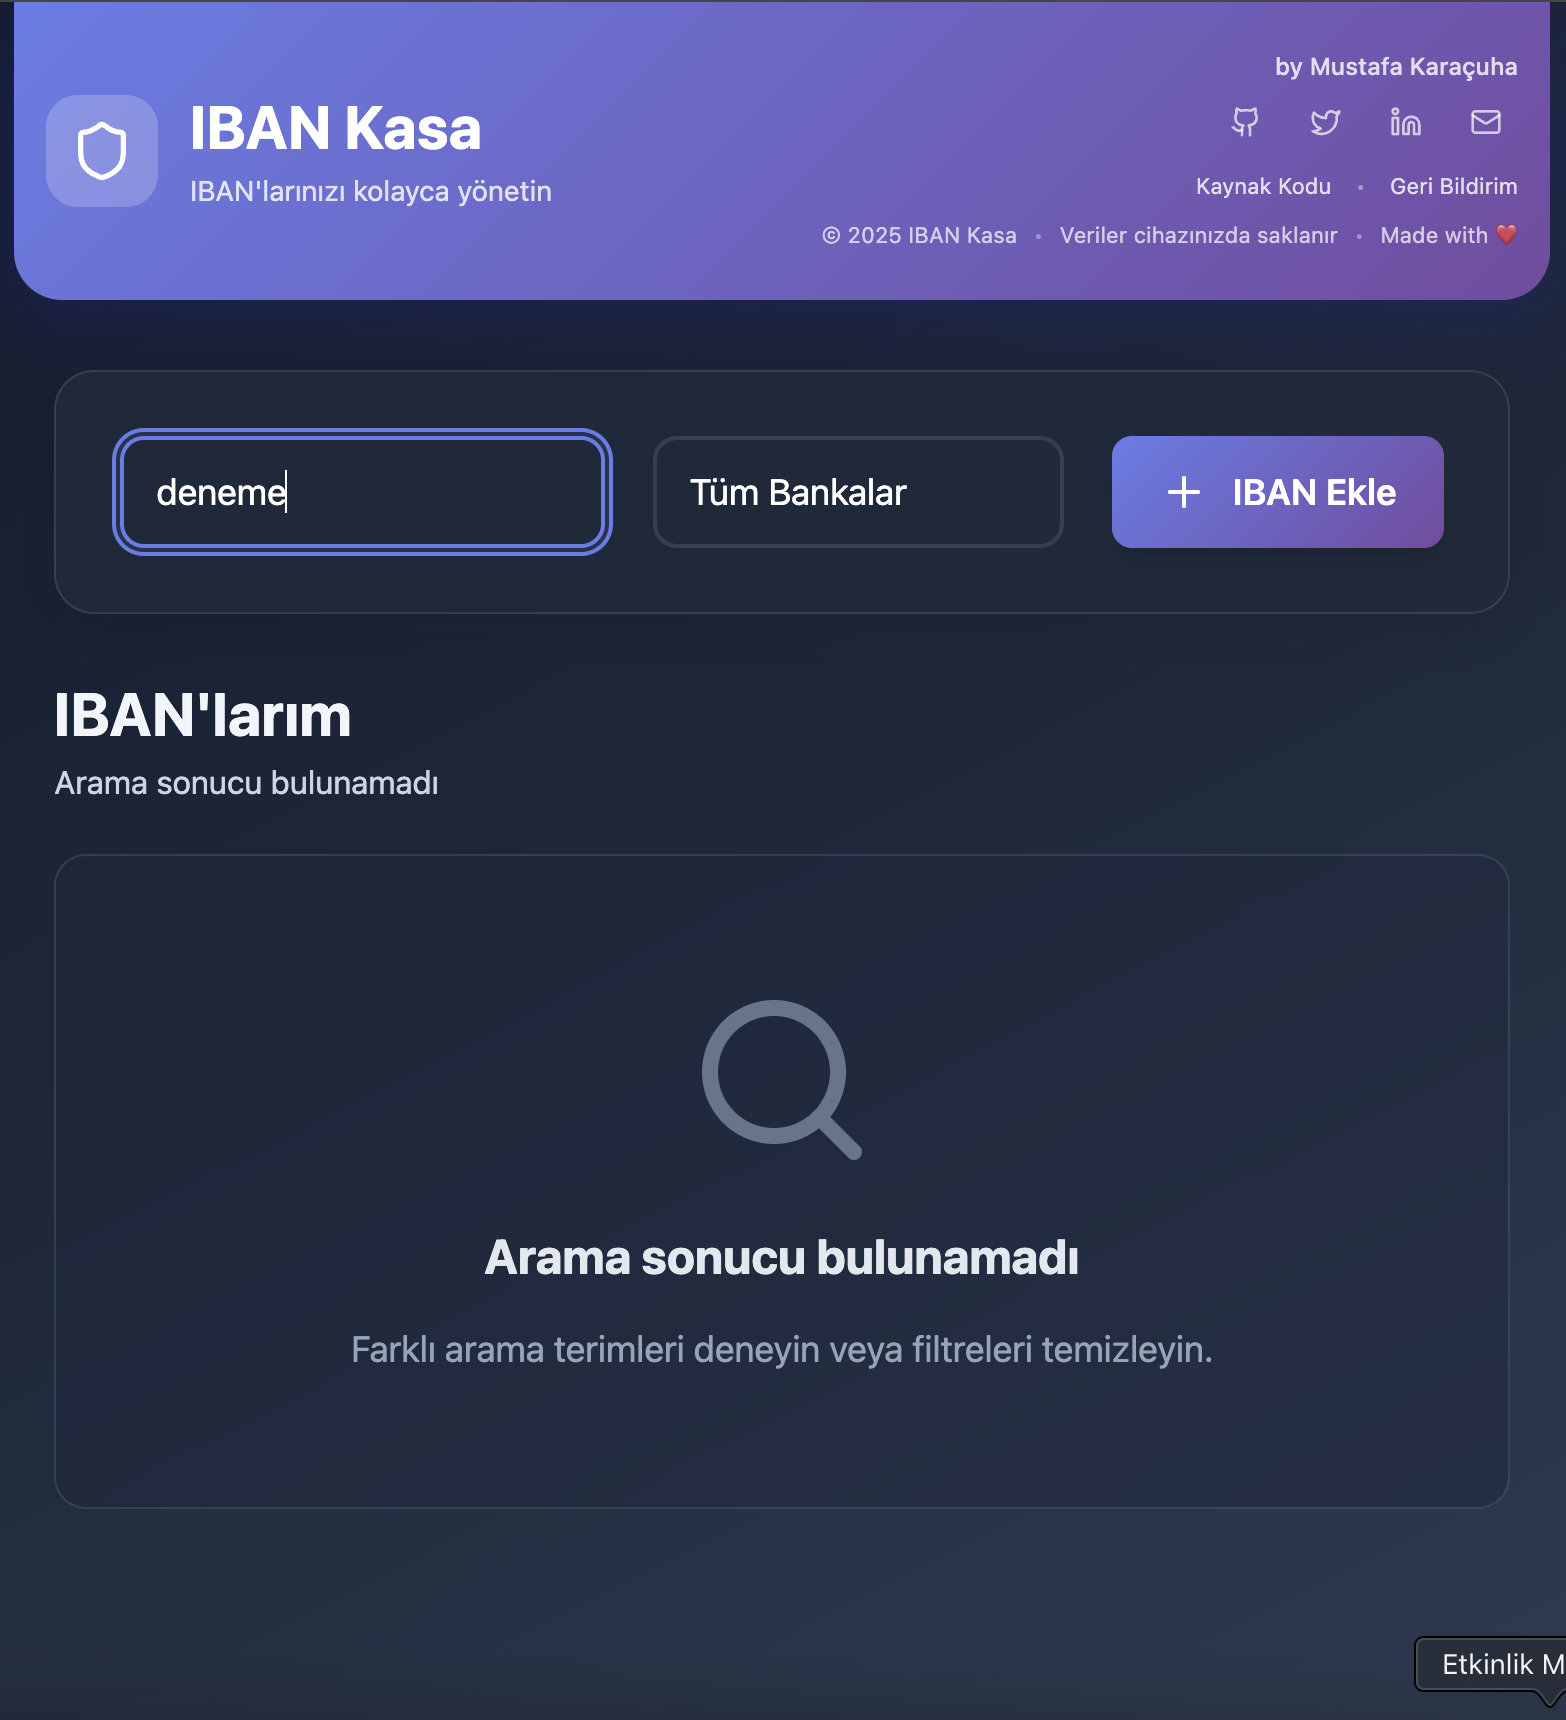 by Mustafa Karaçuha
IBAN Kasa
IBAN'larınızı kolayca yönetin
Kaynak Kodu • Geri Bildirim
© 2025 IBAN Kasa • Veriler cihazınızda saklanır • Made with ❤️
deneme
Tüm Bankalar
+ IBAN Ekle
IBAN'larım
Arama sonucu bulunamadı
Arama sonucu bulunamadı
Farklı arama terimleri deneyin veya filtreleri temizleyin.
Etkinlik M